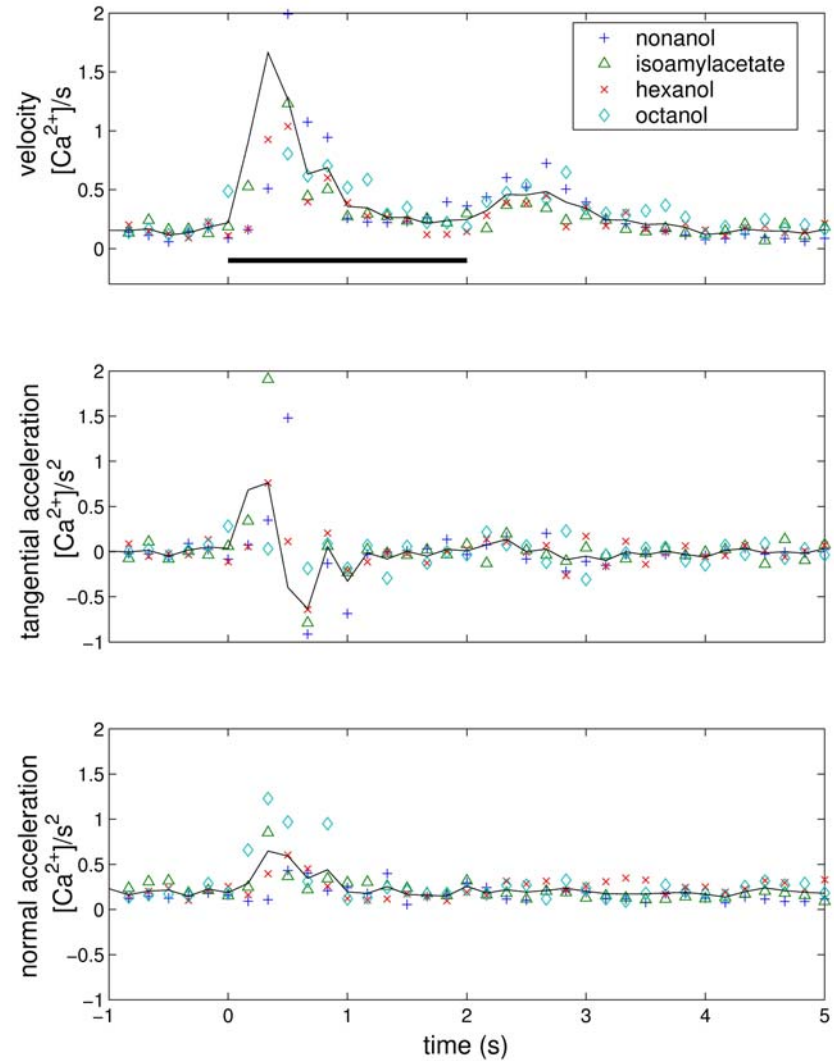 2
1.5
1
0.5
0
velocity
[Ca²⁺]/s
nonanol
isoamylacetate
hexanol
octanol
2
1.5
1
0.5
0
−0.5
−1
tangential acceleration
[Ca²⁺]/s²
2
1.5
1
0.5
0
0.5
−1
normal acceleration
[Ca²⁺]/s²
−1 0 1 2 3 4 5
time (s)